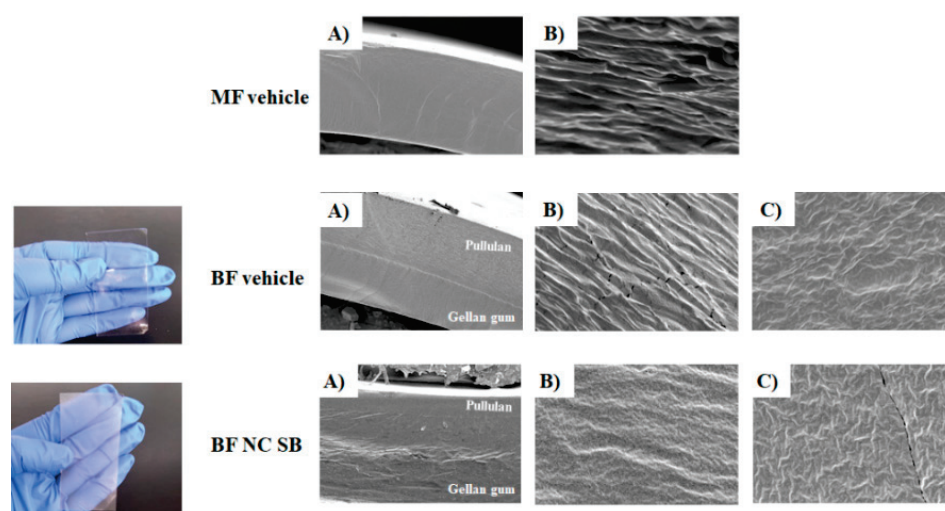 A)
B)
MF vehicle
A)
B)
C)
Pullulan
BF vehicle
Gellan gum
A)
B)
C)
Pullulan
BF NC SB
Gellan gum